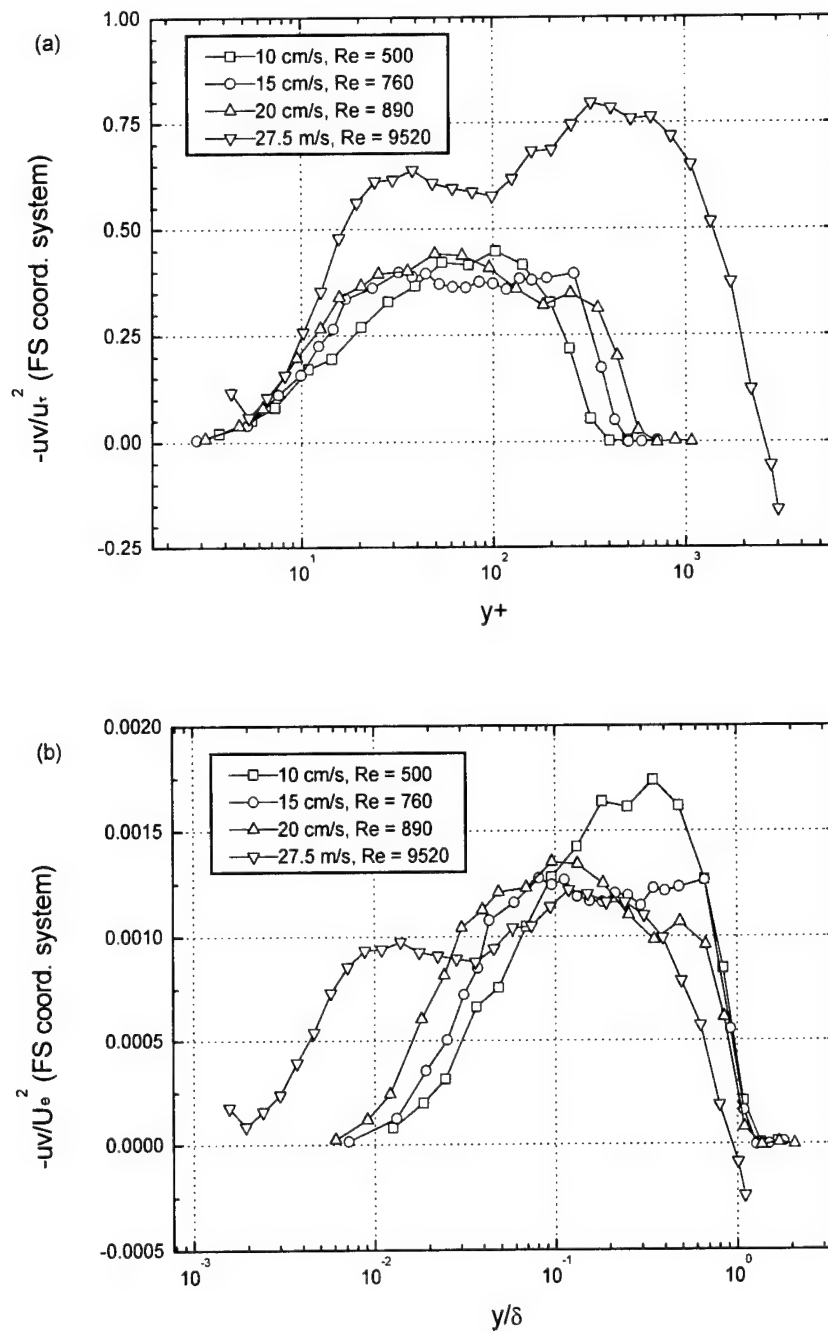 (a)
1.00
0.75
0.50
0.25
0.00
-0.25
-uv/uτ² (FS coord. system)
10 cm/s, Re = 500
15 cm/s, Re = 760
20 cm/s, Re = 890
27.5 m/s, Re = 9520
10¹
10²
10³
y+
(b)
0.0020
0.0015
0.0010
0.0005
0.0000
-0.0005
-uv/Ue² (FS coord. system)
10 cm/s, Re = 500
15 cm/s, Re = 760
20 cm/s, Re = 890
27.5 m/s, Re = 9520
10⁻³
10⁻²
10⁻¹
10⁰
y/δ